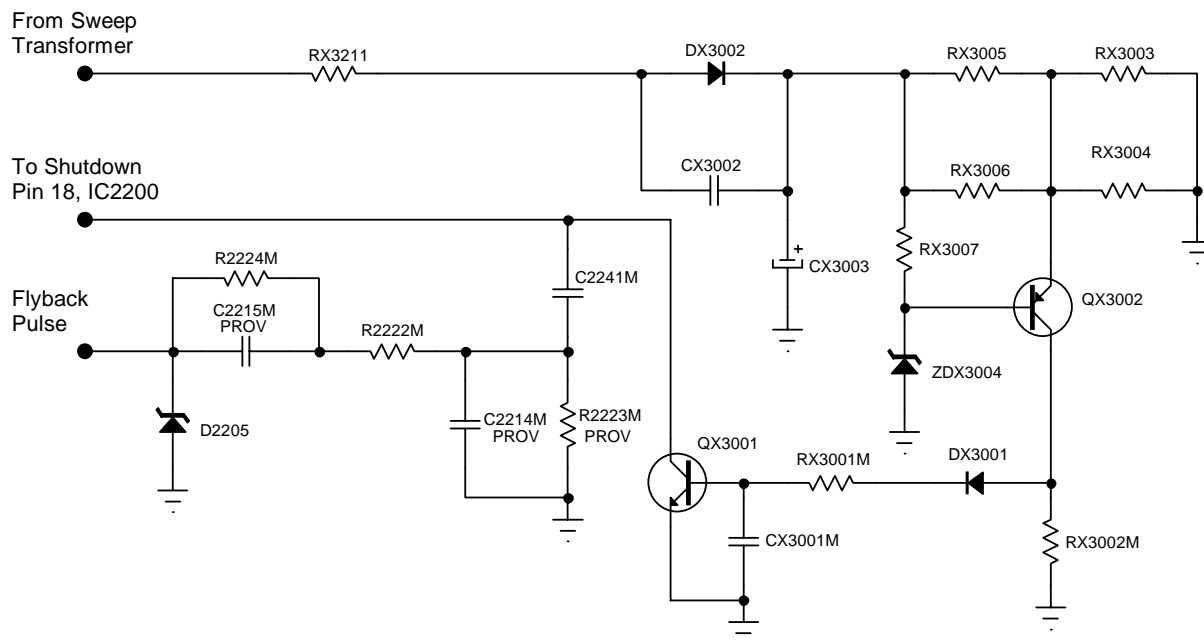 From Sweep
Transformer
RX3211
DX3002
RX3005
RX3003
To Shutdown
Pin 18, IC2200
CX3002
RX3006
RX3004
R2224M
C2241M
+
CX3003
RX3007
QX3002
Flyback
Pulse
C2215M
PROV
R2222M
ZDX3004
D2205
C2214M
PROV
R2223M
PROV
QX3001
RX3001M
DX3001
CX3001M
RX3002M